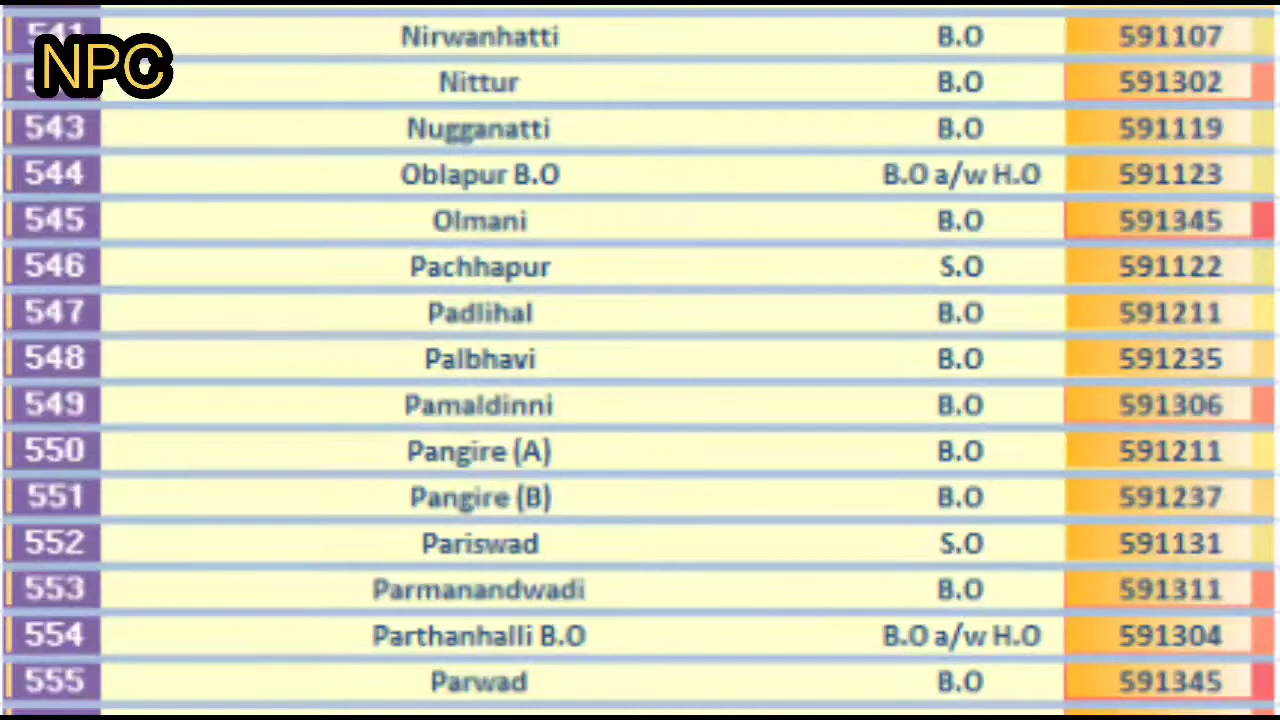 541 Nirwanhatti B.O 591107
NPC
Nittur B.O 591302
543 Nugganatti B.O 591119
544 Oblapur B.O B.O a/w H.O 591123
545 Olmani B.O 591345
546 Pachhapur S.O 591122
547 Padlihal B.O 591211
548 Palbhavi B.O 591235
549 Pamaldinni B.O 591306
550 Pangire (A) B.O 591211
551 Pangire (B) B.O 591237
552 Pariswad S.O 591131
553 Parmanandwadi B.O 591311
554 Parthanhalli B.O B.O a/w H.O 591304
555 Parwad B.O 591345